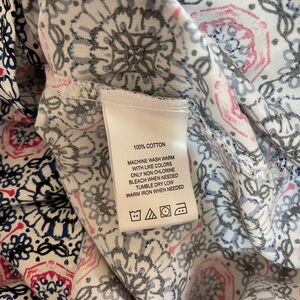 100% COTTON
MACHINE WASH WARM
WITH LIKE COLORS
ONLY NON CHLORINE
BLEACH WHEN NEEDED
TUMBLE DRY LOW
WARM IRON WHEN NEEDED